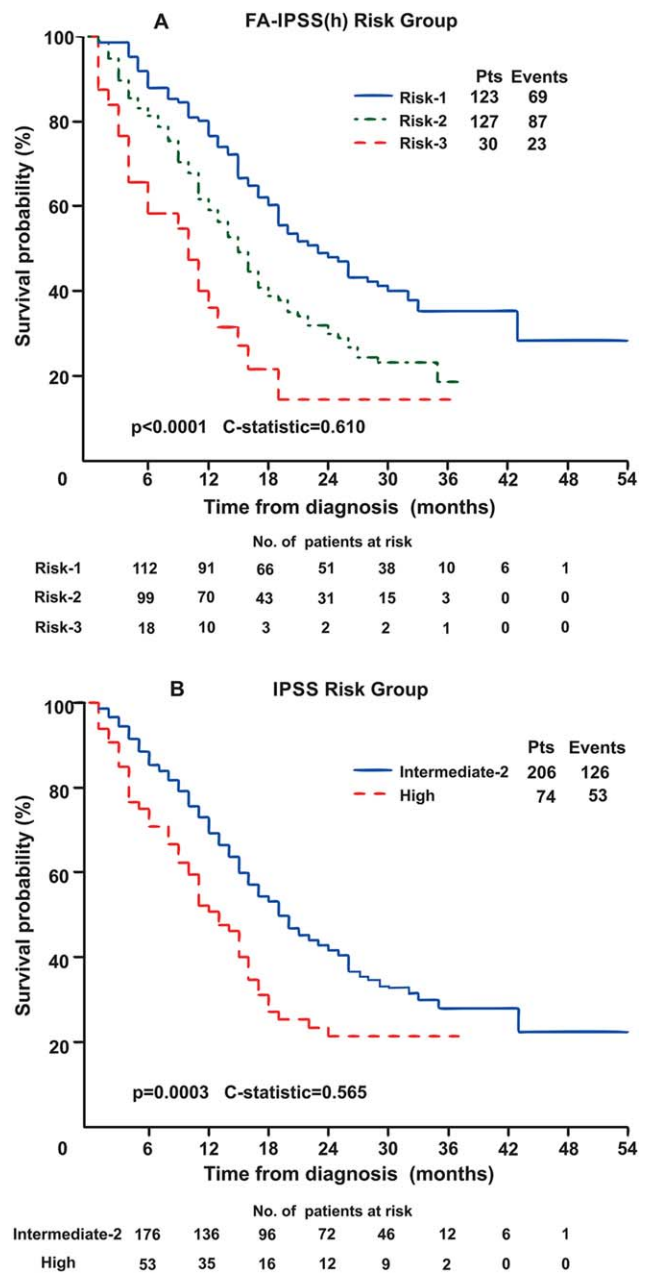 A FA-IPSS(h) Risk Group
Pts Events
Risk-1 123 69
Risk-2 127 87
Risk-3 30 23
Survival probability (%)
100
80
60
40
20
0
p<0.0001 C-statistic=0.610
6 12 18 24 30 36 42 48 54
Time from diagnosis (months)
No. of patients at risk
Risk-1 112 91 66 51 38 10 6 1
Risk-2 99 70 43 31 15 3 0 0
Risk-3 18 10 3 2 2 1 0 0
B IPSS Risk Group
Pts Events
Intermediate-2 206 126
High 74 53
Survival probability (%)
100
80
60
40
20
0
p=0.0003 C-statistic=0.565
6 12 18 24 30 36 42 48 54
Time from diagnosis (months)
No. of patients at risk
Intermediate-2 176 136 96 72 46 12 6 1
High 53 35 16 12 9 2 0 0